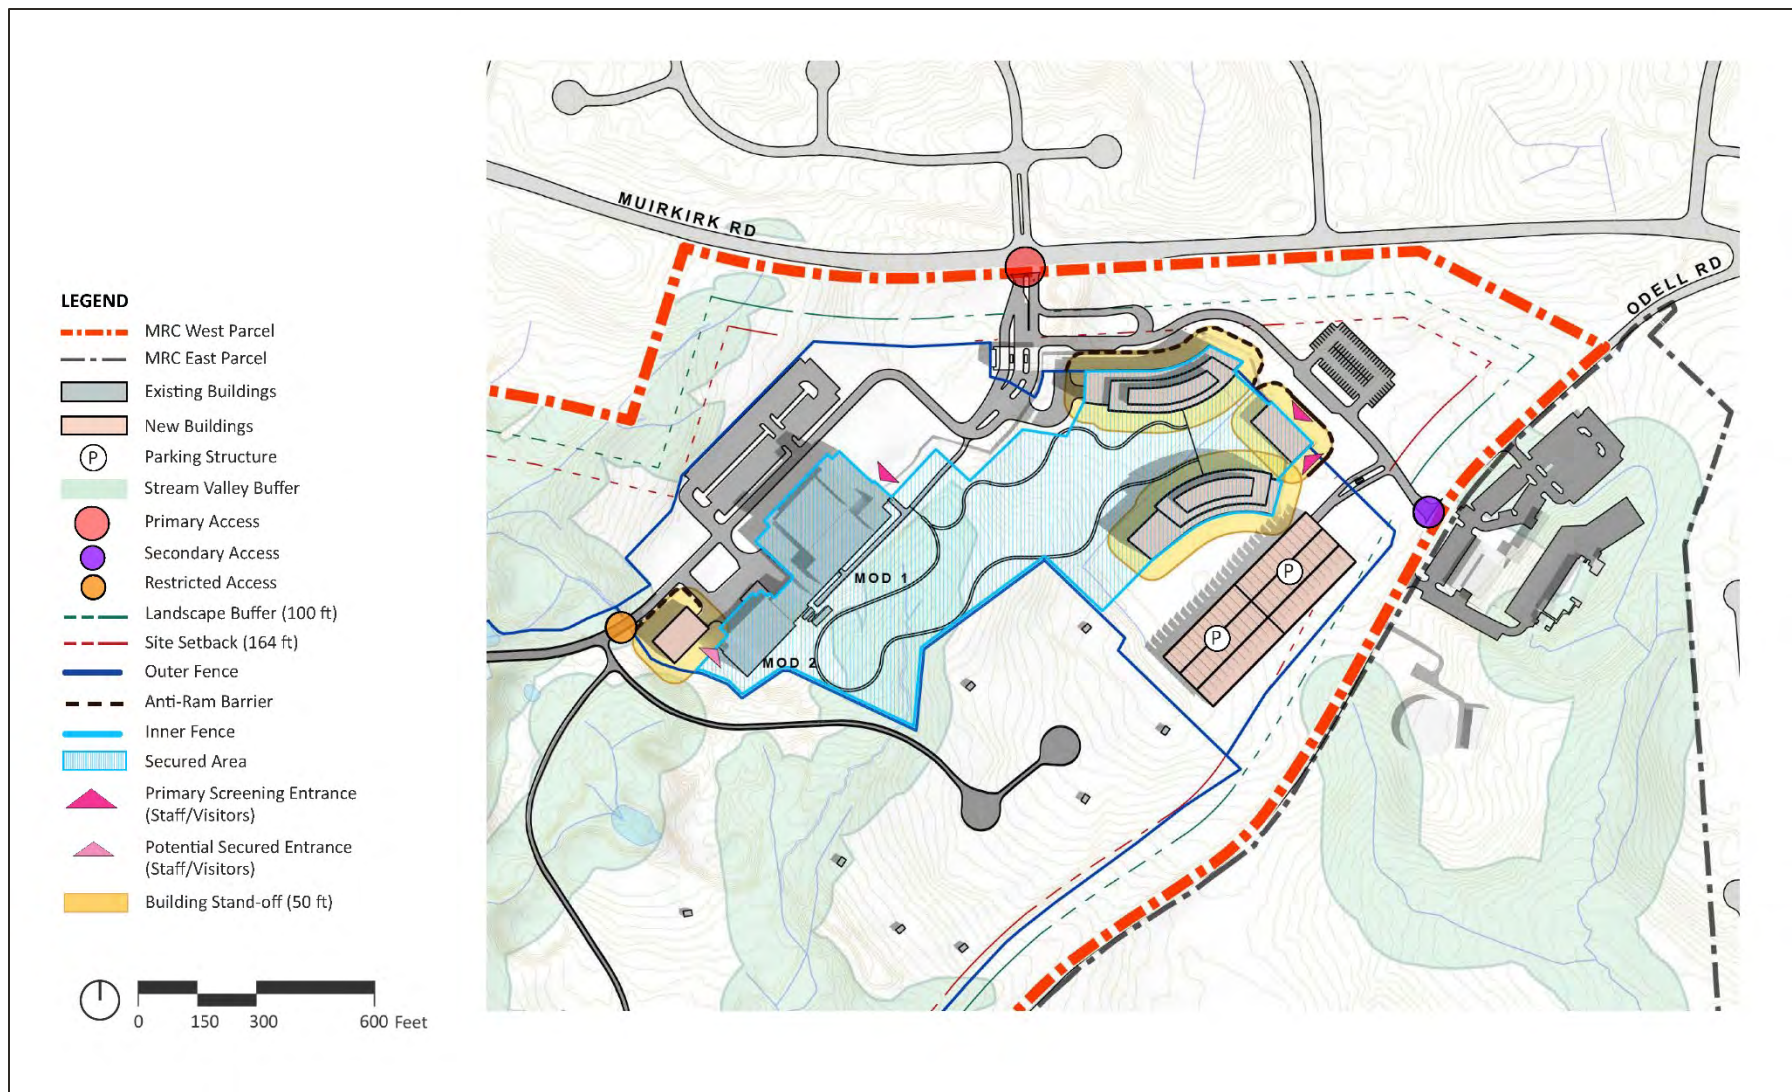 LEGEND
MRC West Parcel
MRC East Parcel
Existing Buildings
New Buildings
P
Parking Structure
Stream Valley Buffer
Primary Access
Secondary Access
Restricted Access
Landscape Buffer (100 ft)
Site Setback (164 ft)
Outer Fence
Anti-Ram Barrier
Inner Fence
Secured Area
Primary Screening Entrance
(Staff/Visitors)
Potential Secured Entrance
(Staff/Visitors)
Building Stand-off (50 ft)
0 150 300 600 Feet
MUIRKIRK RD
ODELL RD
MOD 1
MOD 2
P
P